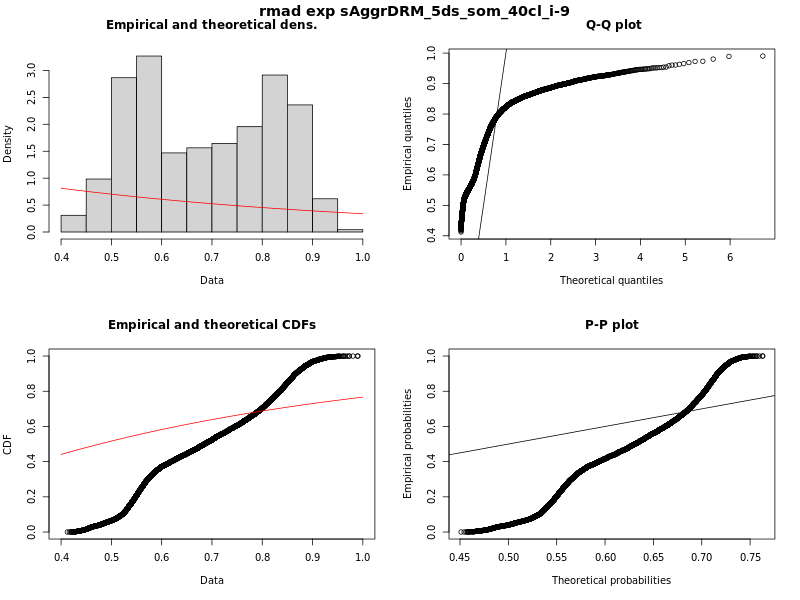 rmad exp sAggrDRM_5ds_som_40cl_i-9
Empirical and theoretical dens.
Density
0.0 0.5 1.0 1.5 2.0 2.5 3.0
0.4 0.5 0.6 0.7 0.8 0.9 1.0
Data
Q-Q plot
Empirical quantiles
0.4 0.5 0.6 0.7 0.8 0.9 1.0
0 1 2 3 4 5 6
Theoretical quantiles
Empirical and theoretical CDFs
CDF
0.0 0.2 0.4 0.6 0.8 1.0
0.4 0.5 0.6 0.7 0.8 0.9 1.0
Data
P-P plot
Empirical probabilities
0.0 0.2 0.4 0.6 0.8 1.0
0.45 0.50 0.55 0.60 0.65 0.70 0.75
Theoretical probabilities